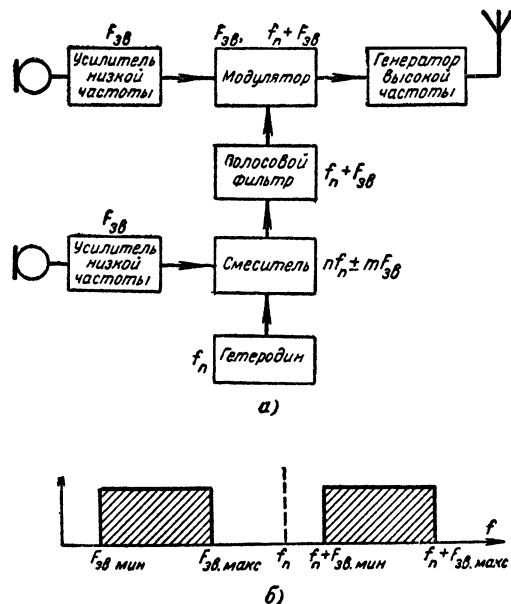 Fзв
Усилитель
низкой
частоты
Fзв, fп + Fзв
Модулятор
Генератор
высокой
частоты
Полосовой
фильтр
fп + Fзв
Fзв
Усилитель
низкой
частоты
Смеситель
nfп ± mFзв
fп
Гетеродин
а)
f
Fзв мин
Fзв. макс
fп
fп + Fзв. мин
fп + Fзв. макс
б)